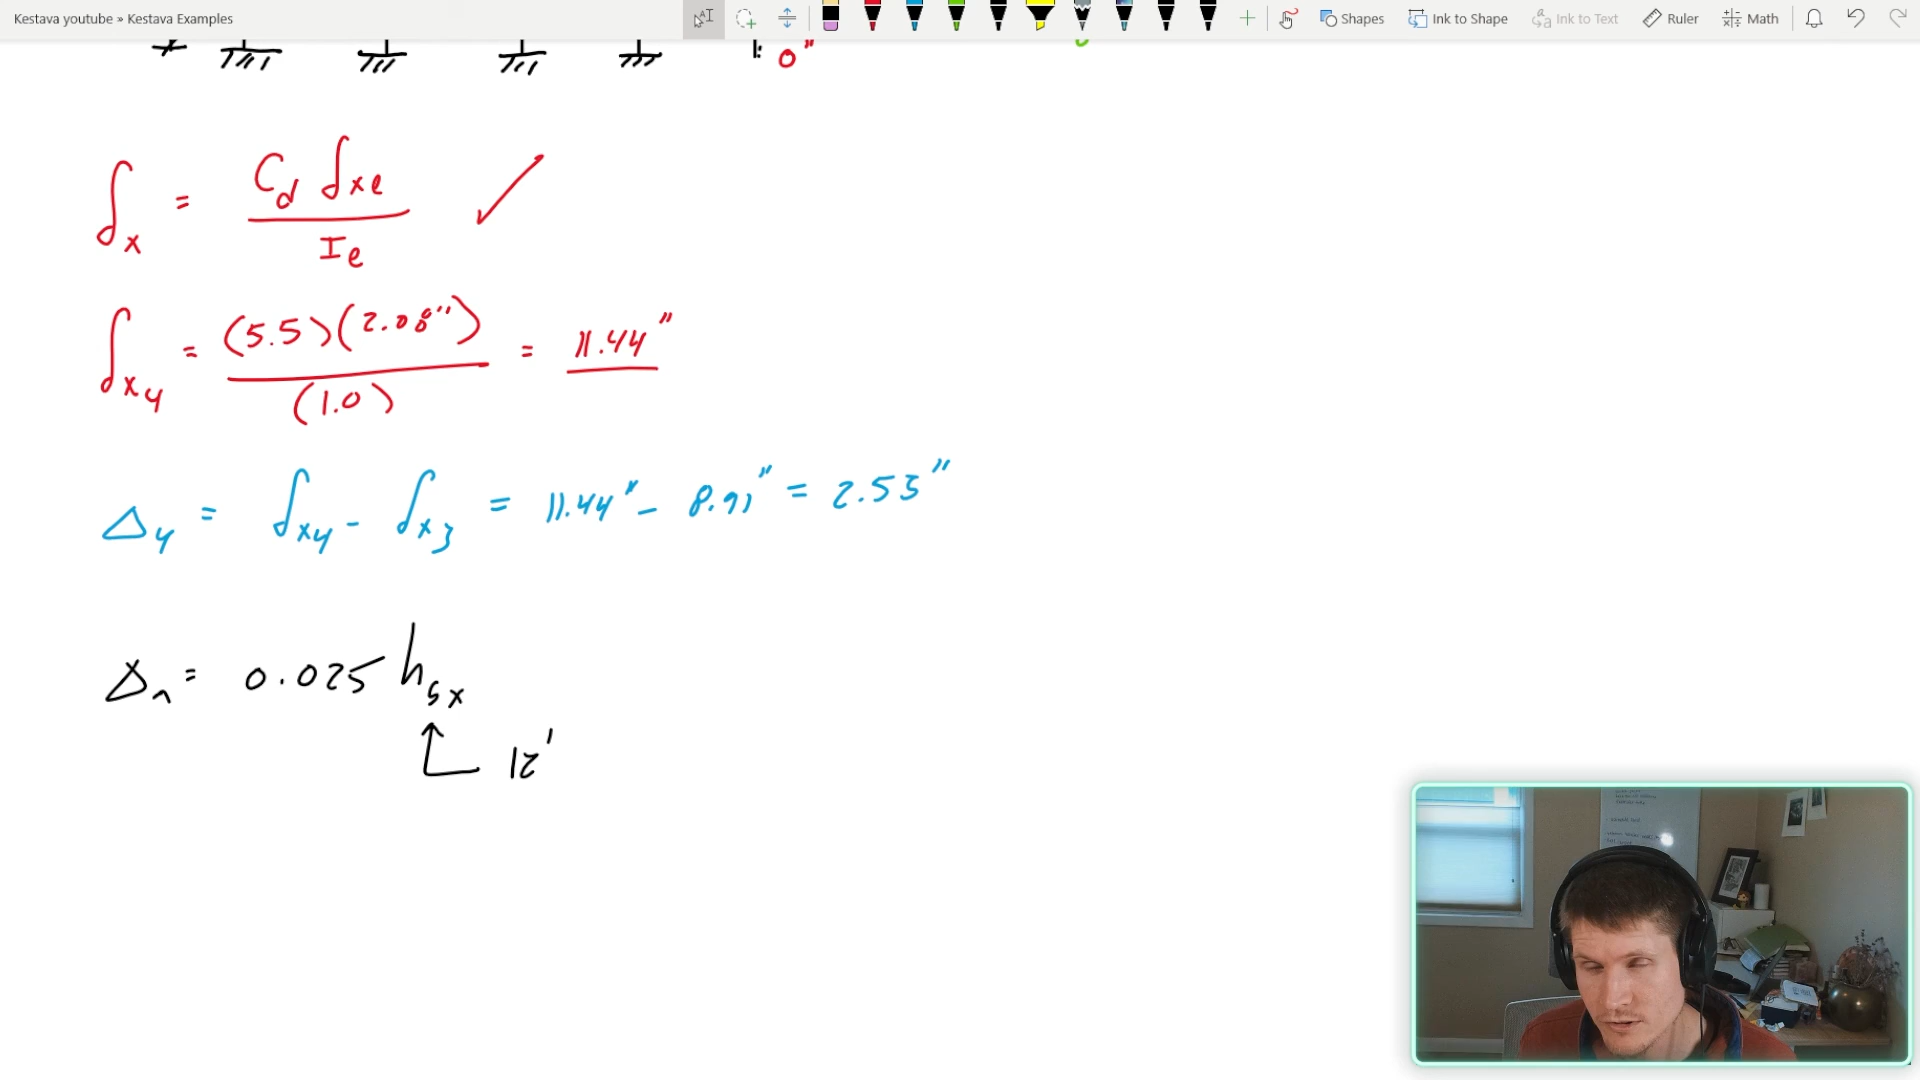 Kestava youtube » Kestava Examples
Shapes Ink to Shape Ink to Text Ruler Math
1: 0"
δx = Cd δxe / Ie ✓
δx4 = (5.5)(2.08") / (1.0) = 11.44"
Δ4 = δx4 - δx3 = 11.44" - 8.91" = 2.53"
Δa = 0.025 hsx
12'